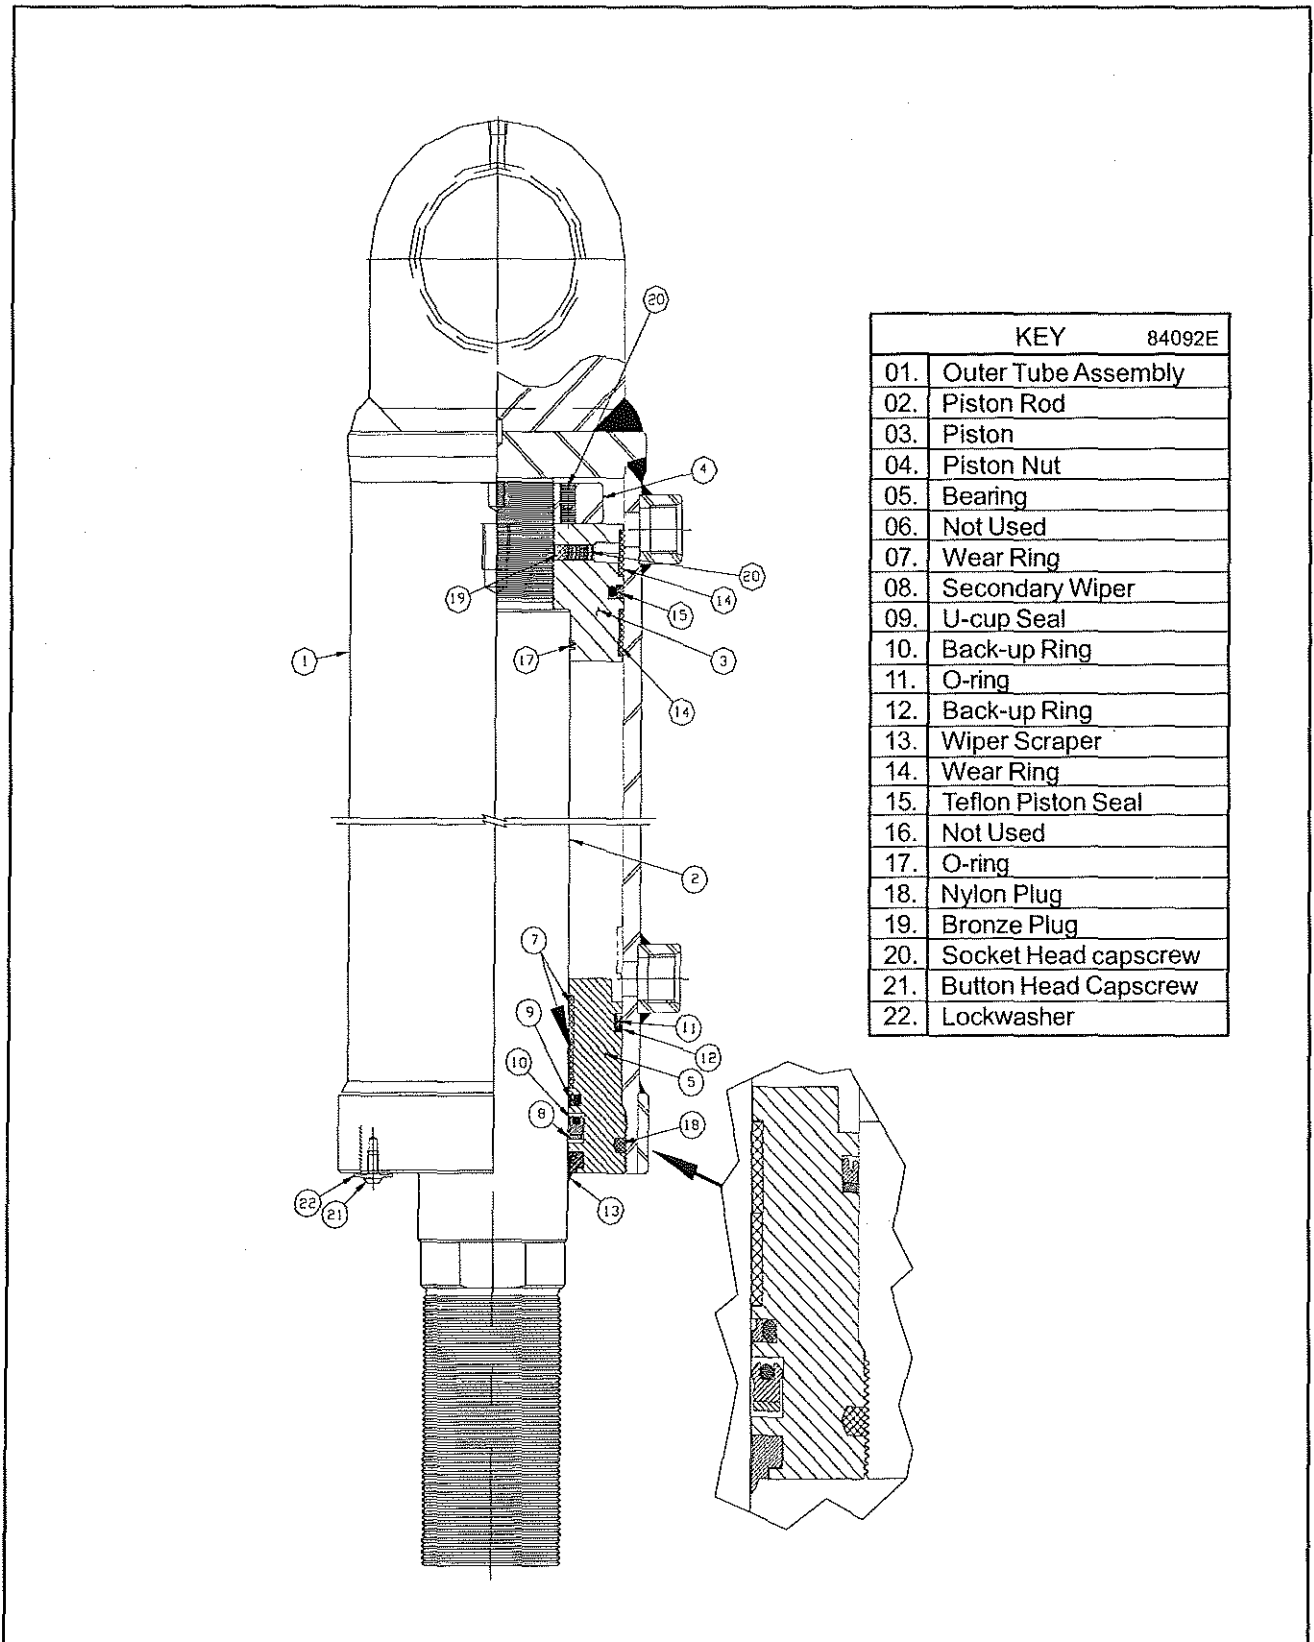 20
KEY 84092E
01. Outer Tube Assembly
02. Piston Rod
03. Piston
04. Piston Nut
05. Bearing
06. Not Used
07. Wear Ring
08. Secondary Wiper
09. U-cup Seal
10. Back-up Ring
11. O-ring
12. Back-up Ring
13. Wiper Scraper
14. Wear Ring
15. Teflon Piston Seal
16. Not Used
17. O-ring
18. Nylon Plug
19. Bronze Plug
20. Socket Head capscrew
21. Button Head Capscrew
22. Lockwasher
4
20
19
14
15
1
17
3
14
2
7
9
11
12
10
5
8
18
22
21
13